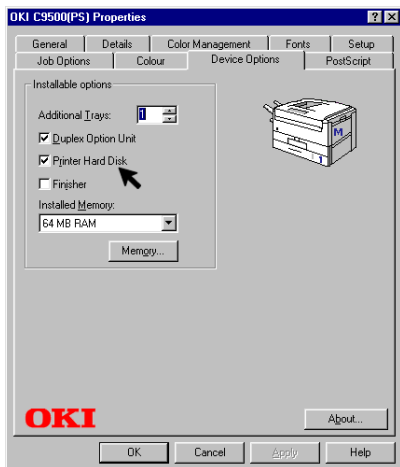 OKI C9500(PS) Properties
General Details Color Management Fonts Setup
Job Options Colour Device Options PostScript
Installable options
Additional Trays: 1
Duplex Option Unit
Printer Hard Disk
Finisher
Installed Memory:
64 MB RAM
Memory...
M
1
OKI
About...
OK Cancel Apply Help